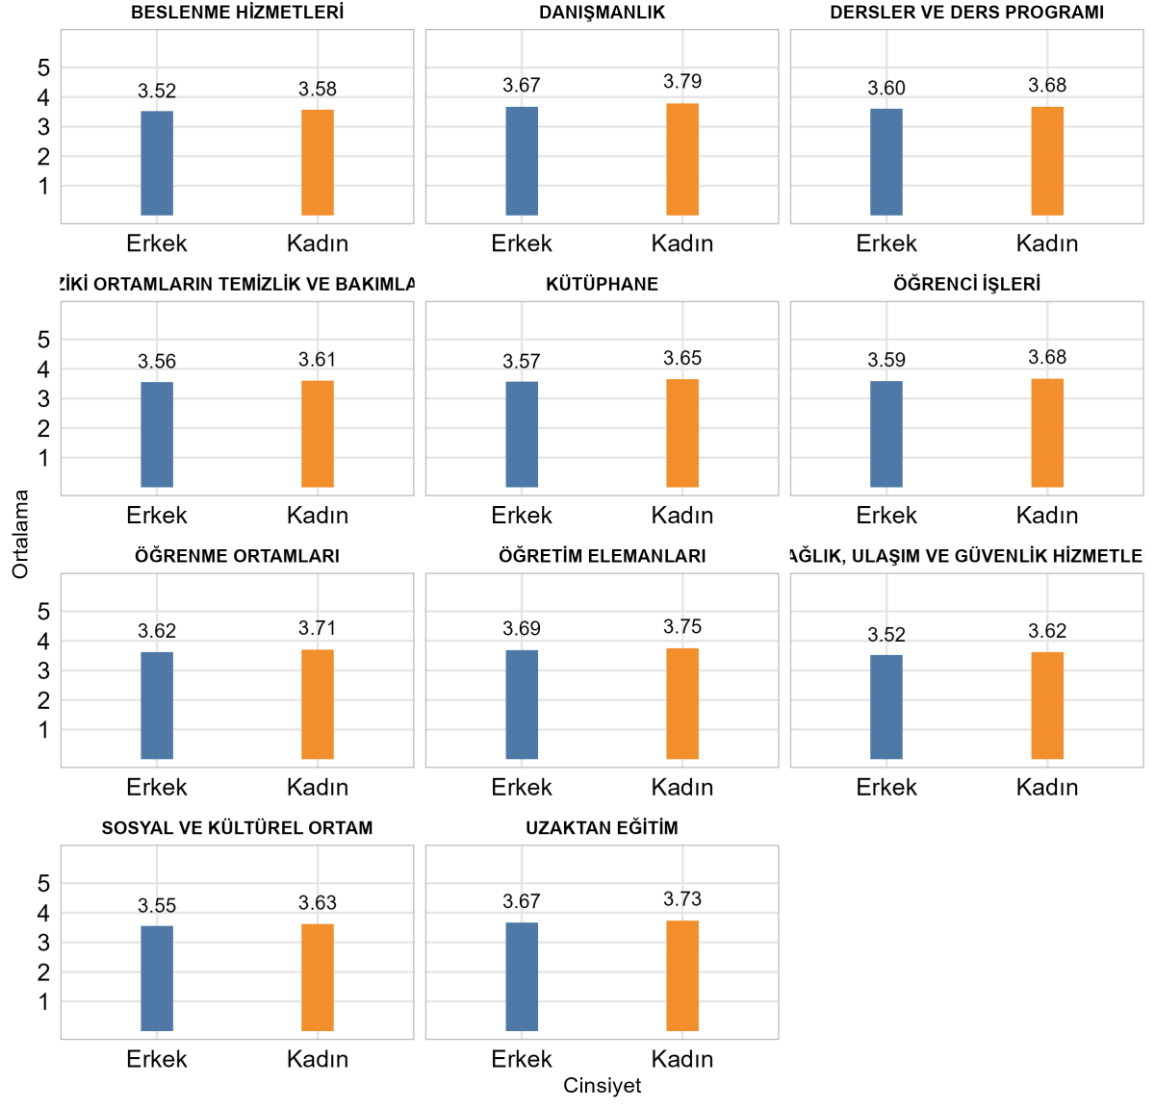 BESLENME HİZMETLERİ
5
4
3
2
1
3.52
3.58
Erkek
Kadın
DANIŞMANLIK
3.67
3.79
Erkek
Kadın
DERSLER VE DERS PROGRAMI
3.60
3.68
Erkek
Kadın
ZİKİ ORTAMLARIN TEMİZLİK VE BAKIMLA
5
4
3
2
1
3.56
3.61
Erkek
Kadın
KÜTÜPHANE
3.57
3.65
Erkek
Kadın
ÖĞRENCİ İŞLERİ
3.59
3.68
Erkek
Kadın
Ortalama
ÖĞRENME ORTAMLARI
5
4
3
2
1
3.62
3.71
Erkek
Kadın
ÖĞRETİM ELEMANLARI
3.69
3.75
Erkek
Kadın
AĞLIK, ULAŞIM VE GÜVENLİK HİZMETLE
3.52
3.62
Erkek
Kadın
SOSYAL VE KÜLTÜREL ORTAM
5
4
3
2
1
3.55
3.63
Erkek
Kadın
UZAKTAN EĞİTİM
3.67
3.73
Erkek
Kadın
Cinsiyet